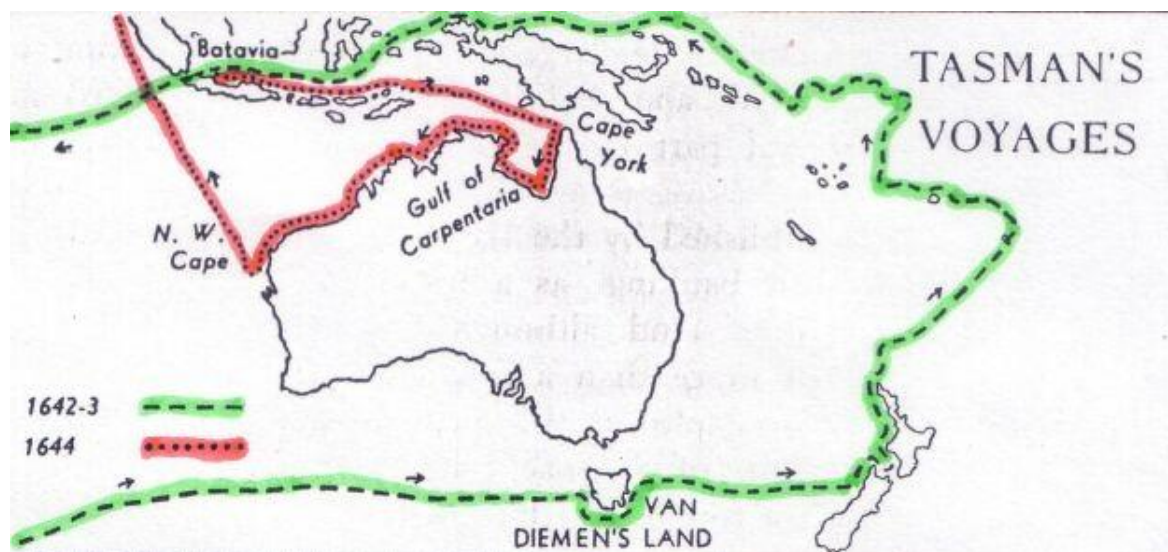 TASMAN'S
VOYAGES
Batavia
Cape
York
Gulf of
Carpentaria
N. W.
Cape
1642-3
1644
VAN
DIEMEN'S LAND